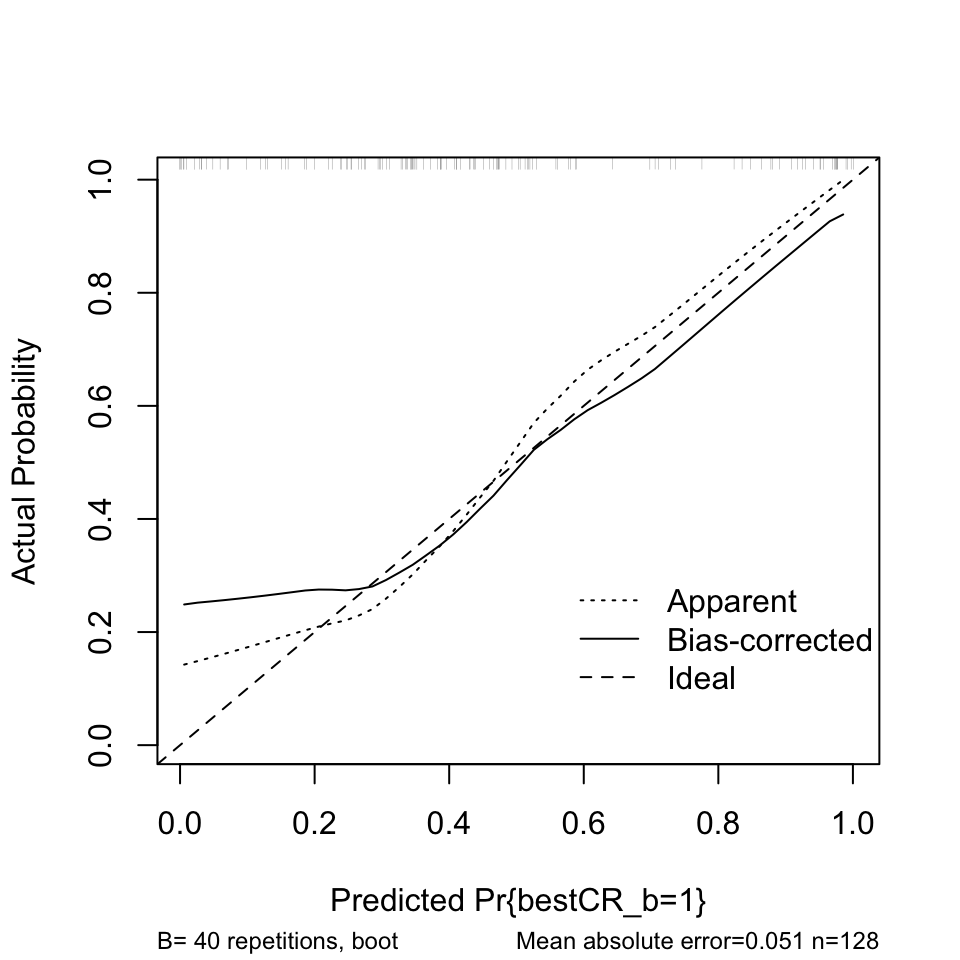 Actual Probability
1.0
0.8
0.6
0.4
0.2
0.0
Apparent
Bias-corrected
Ideal
0.0 0.2 0.4 0.6 0.8 1.0
Predicted Pr{bestCR_b=1}
B= 40 repetitions, boot
Mean absolute error=0.051 n=128